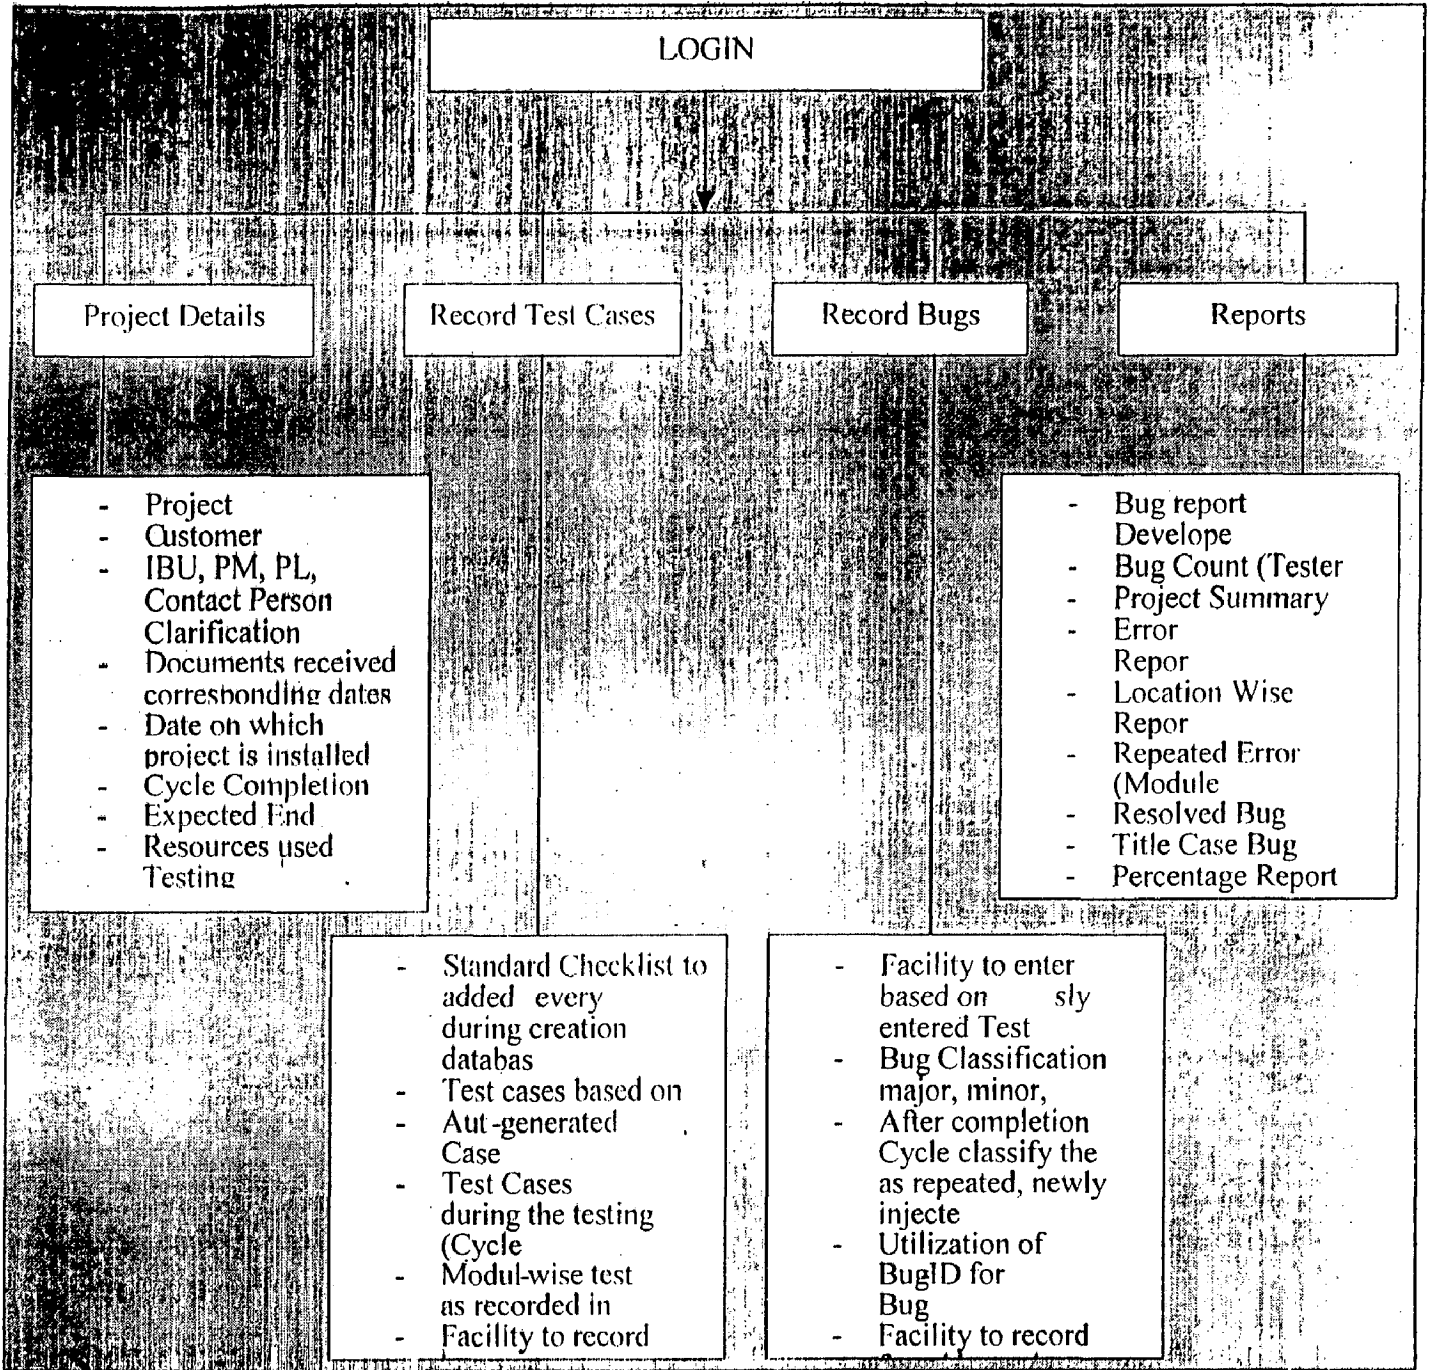 LOGIN
Project Details
Record Test Cases
Record Bugs
Reports
- Project
- Customer
- IBU, PM, PL,
Contact Person
Clarification
- Documents received
corresponding dates
- Date on which
project is installed
- Cycle Completion
- Expected End
- Resources used
Testing
- Bug report
Develope
- Bug Count (Tester
- Project Summary
- Error
Repor
- Location Wise
Repor
- Repeated Error
(Module
- Resolved Bug
- Title Case Bug
- Percentage Report
- Standard Checklist to
added every
during creation
databas
- Test cases based on
- Aut-generated
Case
- Test Cases
during the testing
(Cycle
- Modul-wise test
as recorded in
- Facility to record
- Facility to enter
based on sly
entered Test
- Bug Classification
major, minor,
- After completion
Cycle classify the
as repeated, newly
injecte
- Utilization of
BugID for
Bug
- Facility to record